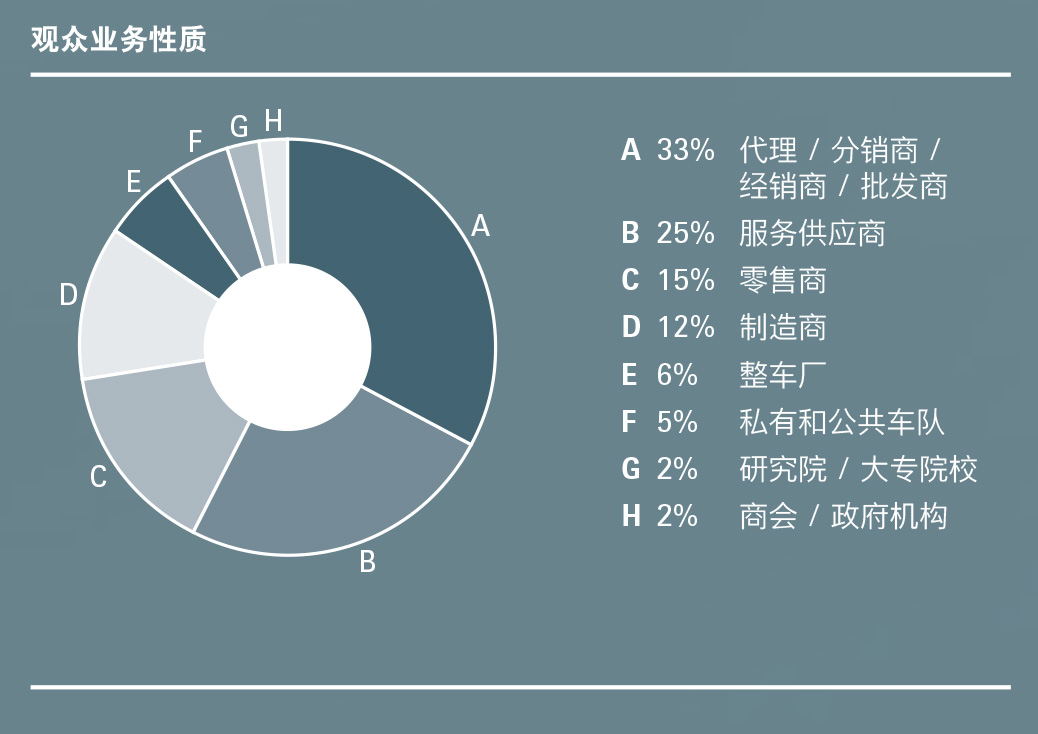 观众业务性质
H
G
F
E
A
D
C
B
A 33% 代理 / 分销商 /
经销商 / 批发商
B 25% 服务供应商
C 15% 零售商
D 12% 制造商
E 6% 整车厂
F 5% 私有和公共车队
G 2% 研究院 / 大专院校
H 2% 商会 / 政府机构